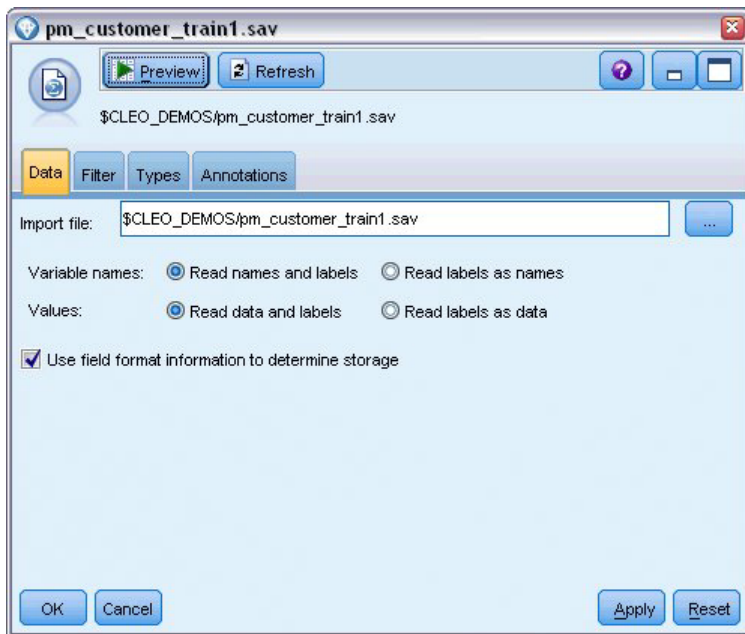 pm_customer_train1.sav
Preview Refresh
$CLEO_DEMOS/pm_customer_train1.sav
Data Filter Types Annotations
Import file: $CLEO_DEMOS/pm_customer_train1.sav ...
Variable names: Read names and labels Read labels as names
Values: Read data and labels Read labels as data
Use field format information to determine storage
OK Cancel Apply Reset